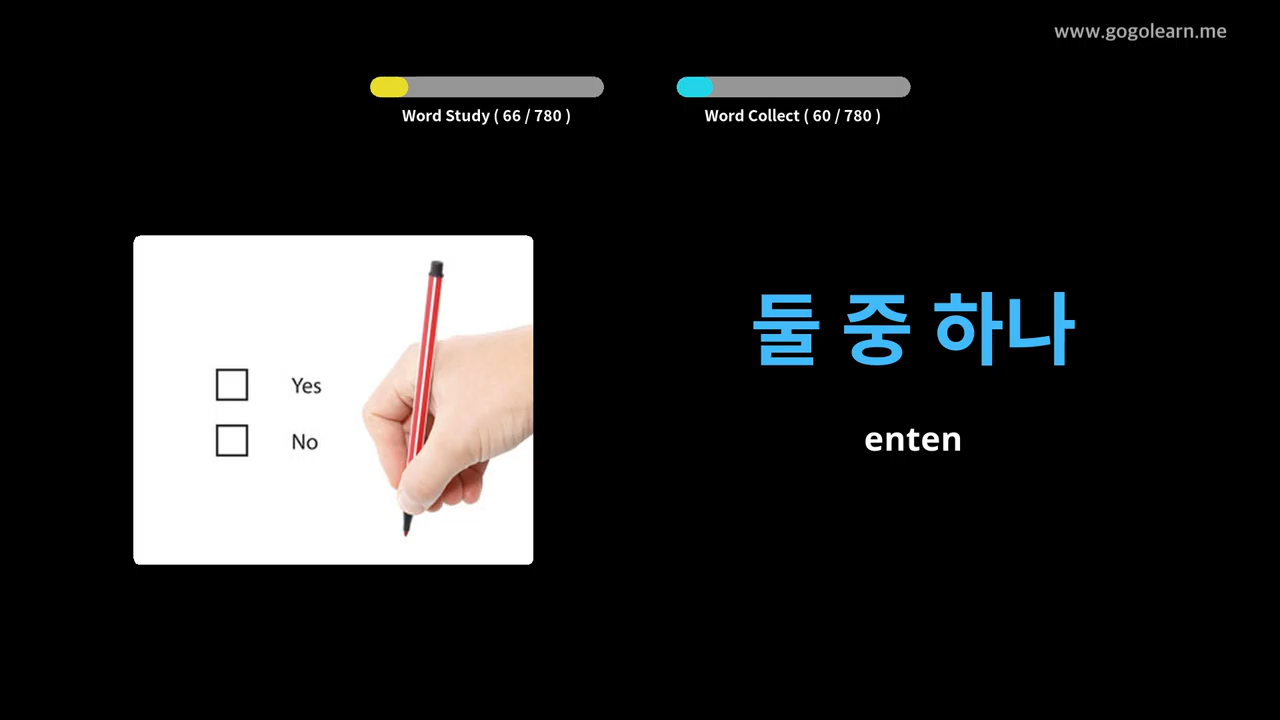 www.gogolearn.me
Word Study ( 66 / 780 )
Word Collect ( 60 / 780 )
Yes
No
둘 중 하나
enten